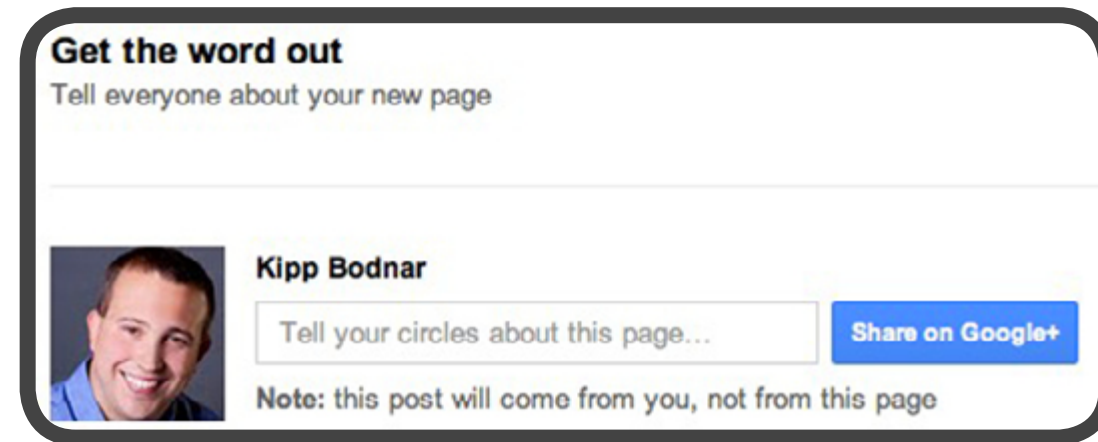 Get the word out
Tell everyone about your new page
Kipp Bodnar
Tell your circles about this page...
Share on Google+
Note: this post will come from you, not from this page